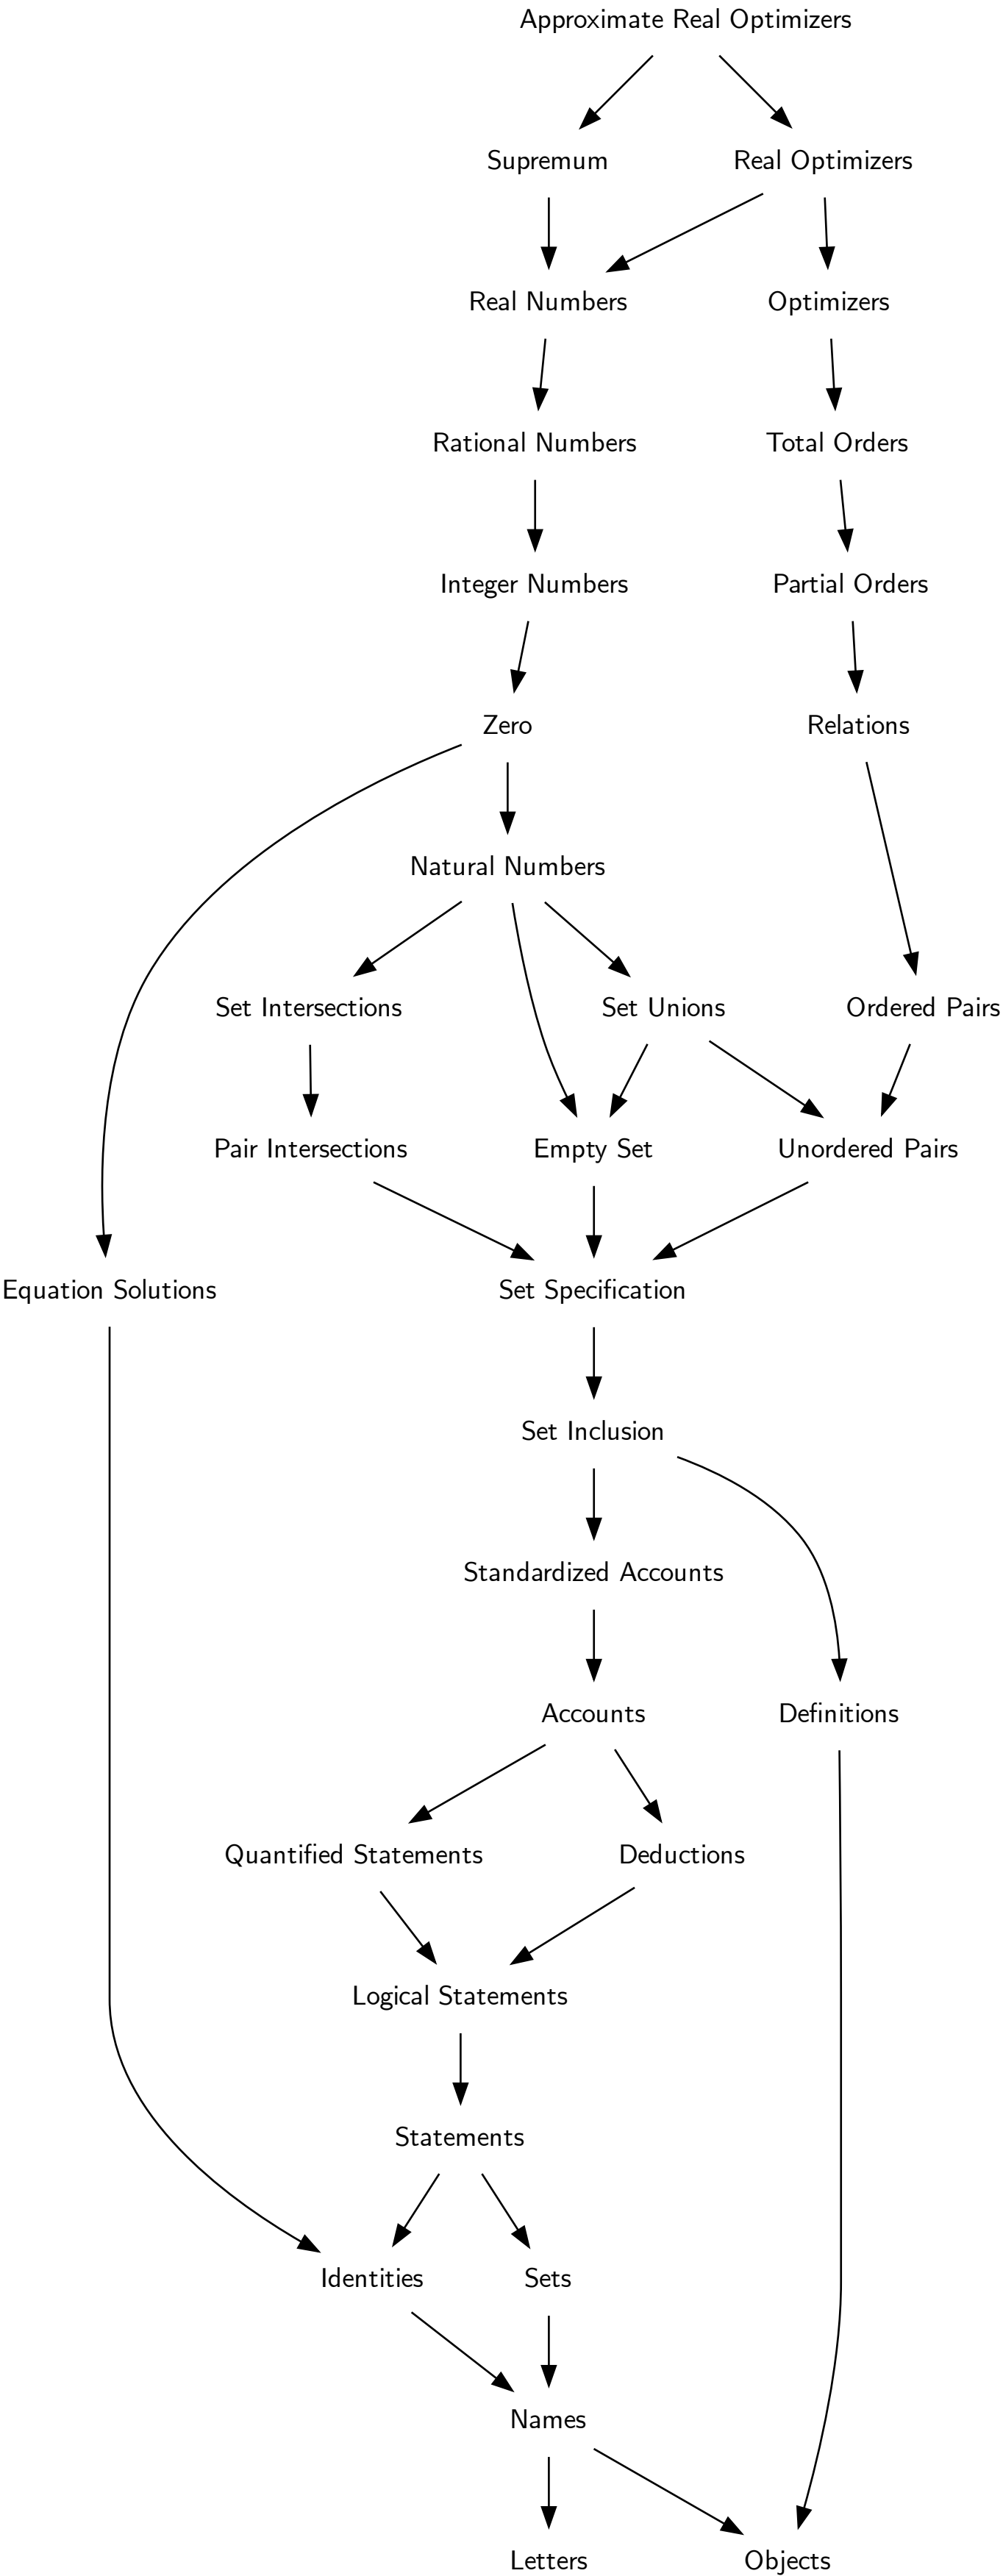 Approximate Real Optimizers
Supremum
Real Optimizers
Real Numbers
Optimizers
Rational Numbers
Total Orders
Integer Numbers
Partial Orders
Zero
Relations
Natural Numbers
Set Intersections
Set Unions
Ordered Pairs
Pair Intersections
Empty Set
Unordered Pairs
Equation Solutions
Set Specification
Set Inclusion
Standardized Accounts
Accounts
Definitions
Quantified Statements
Deductions
Logical Statements
Statements
Identities
Sets
Names
Letters
Objects